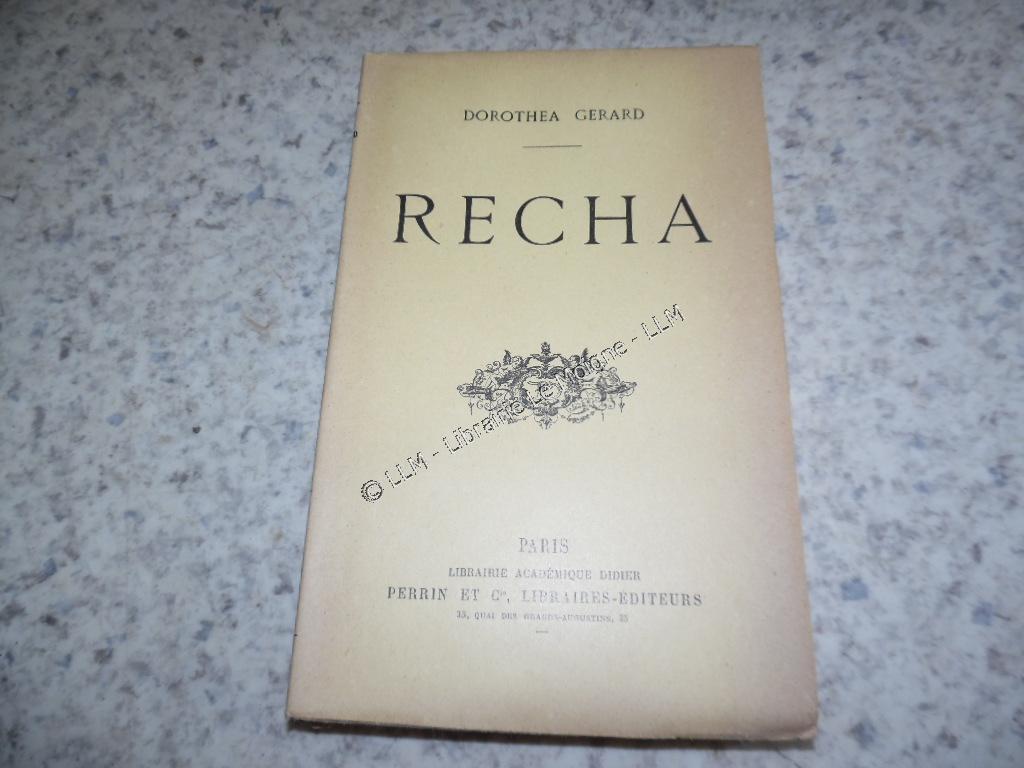 DOROTHEA GERARD
RECHA
© LLM - Librairie Le Moigne - LLM
PARIS
LIBRAIRIE ACADÉMIQUE DIDIER
PERRIN ET Cie, LIBRAIRES-ÉDITEURS
35, QUAI DES GRANDS-AUGUSTINS, 35